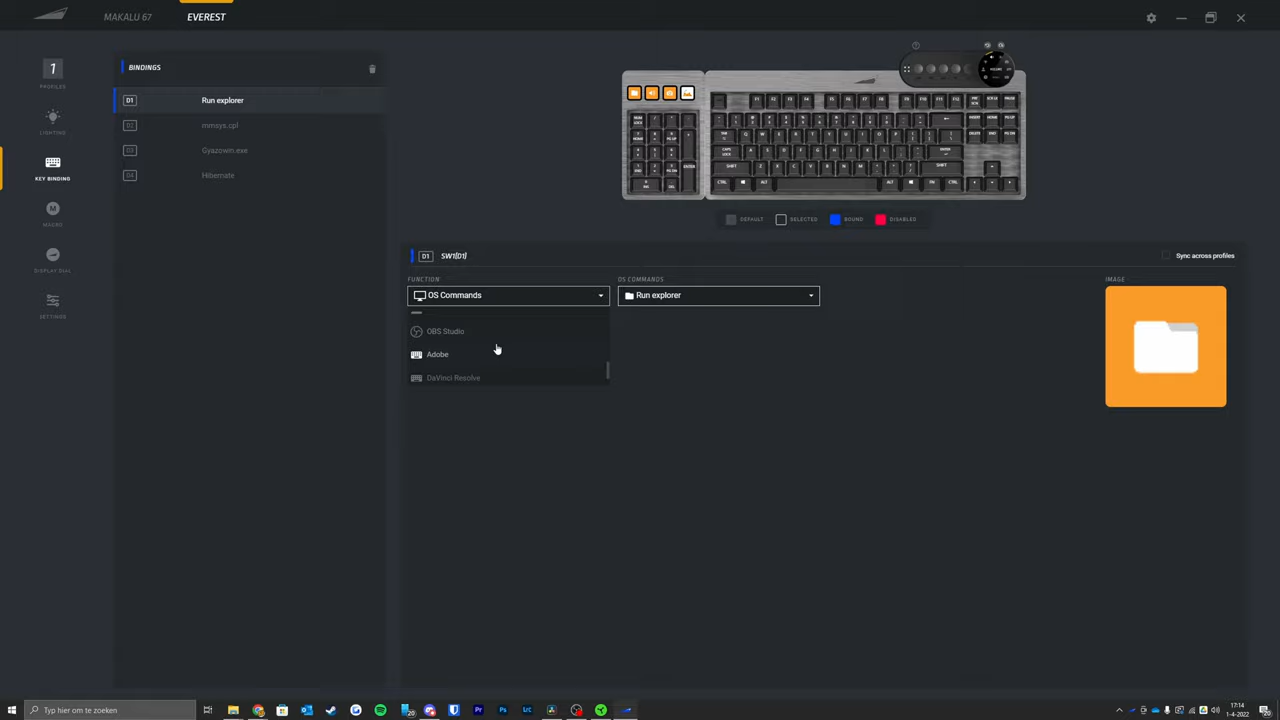 MAKALU 67
EVEREST
1
PROFILES
LIGHTING
KEY BINDING
MACRO
DISPLAY DIAL
SETTINGS
BINDINGS
D1 Run explorer
D2 mmsys.cpl
D3 Gyazowin.exe
D4 Hibernate
DEFAULT
SELECTED
BOUND
DISABLED
D1 SW1(D1)
Sync across profiles
FUNCTION
OS COMMANDS
IMAGE
OS Commands
Run explorer
OBS Studio
Adobe
DaVinci Resolve
Typ hier om te zoeken
17:14
1-4-2022